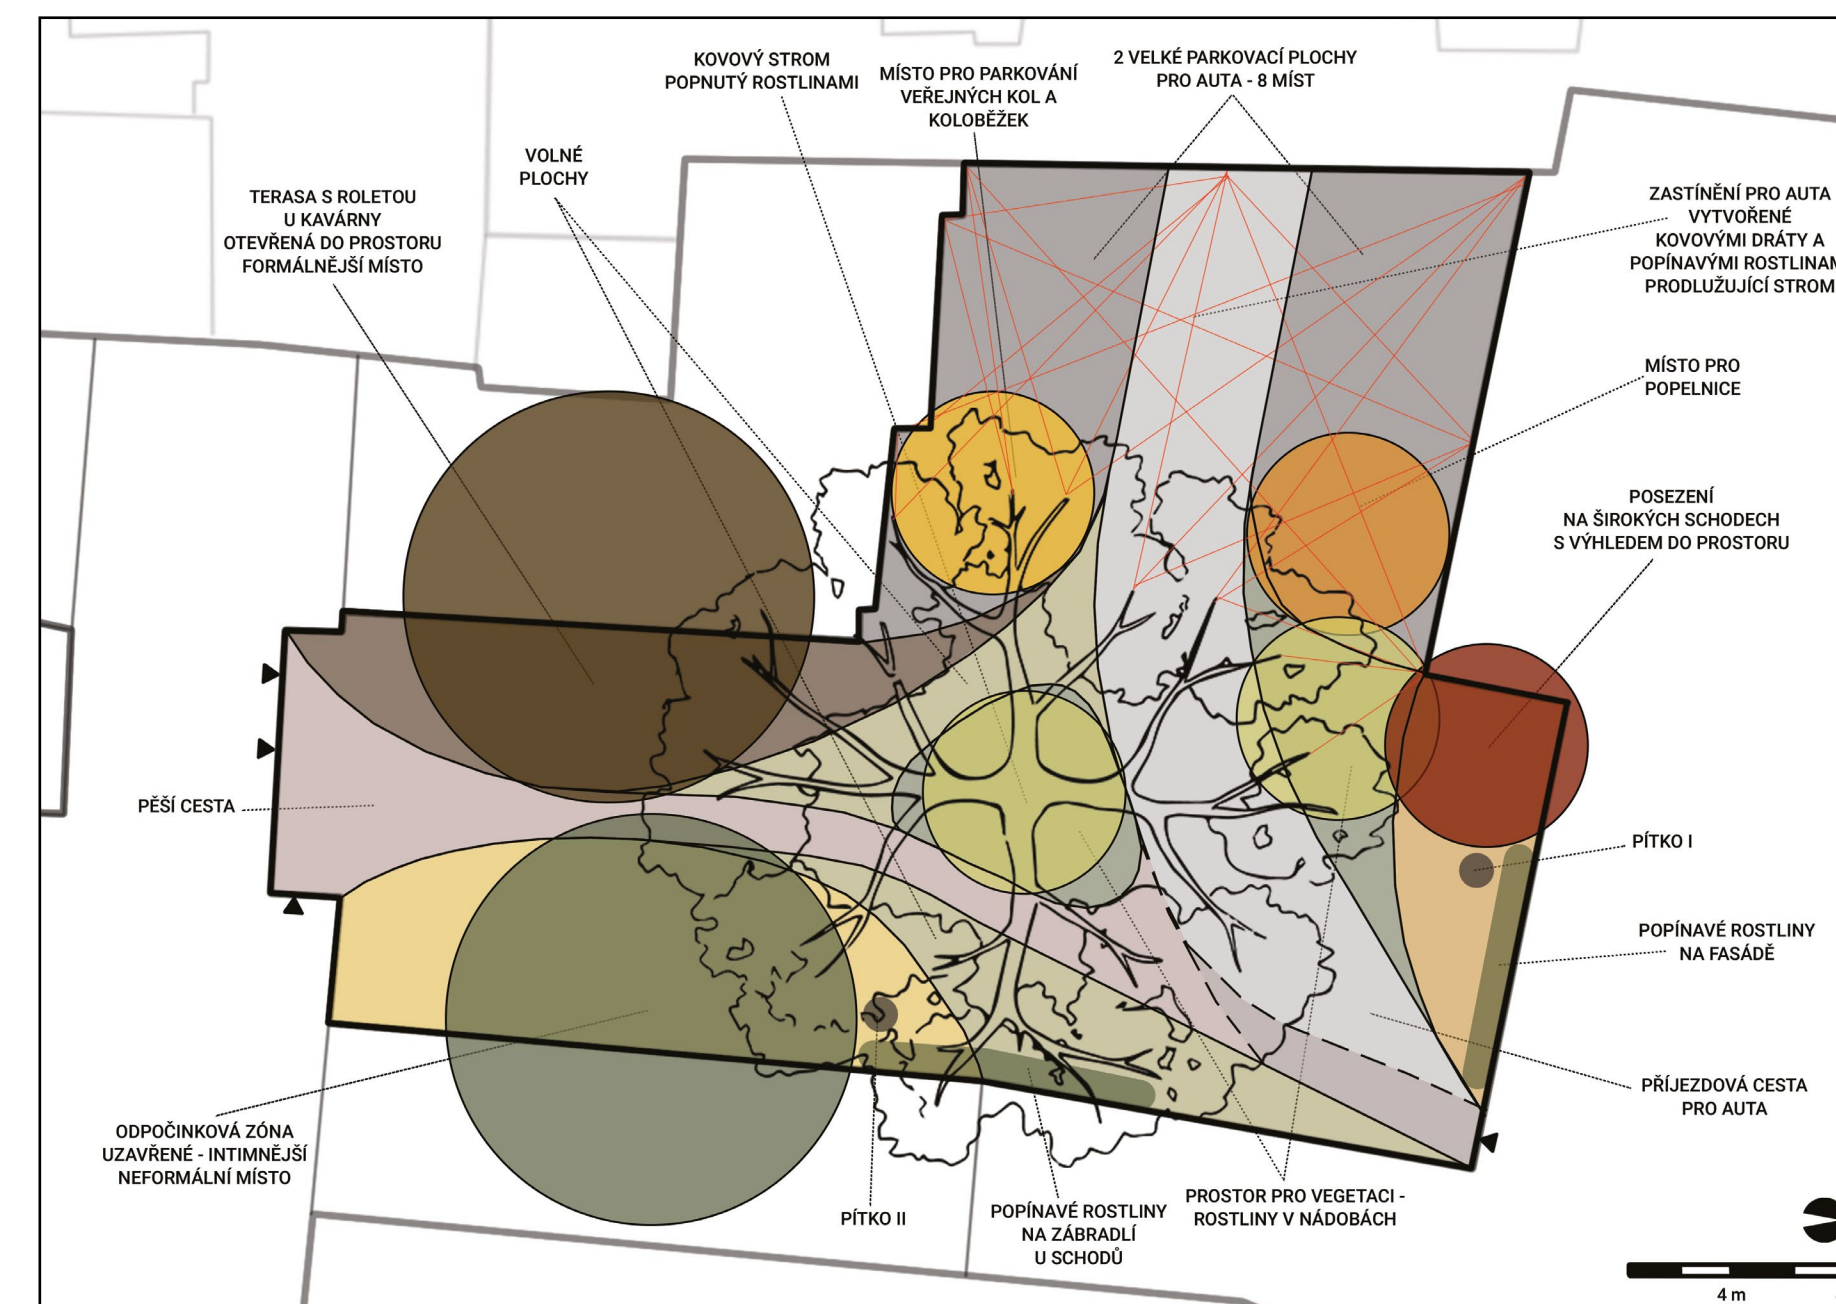 KOVOVÝ STROM
POPNUTÝ ROSTLINAMI
MÍSTO PRO PARKOVÁNÍ
VEŘEJNÝCH KOL A
KOLOBĚŽEK
2 VELKÉ PARKOVACÍ PLOCHY
PRO AUTA - 8 MÍST
VOLNÉ
PLOCHY
TERASA S ROLETOU
U KAVÁRNY
OTEVŘENÁ DO PROSTORU
FORMÁLNĚJŠÍ MÍSTO
ZASTÍNĚNÍ PRO AUTA
VYTVOŘENÉ
KOVOVÝMI DRÁTY A
POPÍNAVÝMI
PRODLUŽUJÍCÍ STROM
MÍSTO PRO
POPELNICE
POSEZENÍ
NA ŠIROKÝCH SCHODECH
S VÝHLEDEM DO PROSTORU
PĚŠÍ CESTA
PÍTKO I
POPÍNAVÉ ROSTLINY
NA FASÁDĚ
PŘÍJEZDOVÁ CESTA
PRO AUTA
ODPOČINKOVÁ ZÓNA
UZAVŘENÉ - INTIMNĚJŠÍ
NEFORMÁLNÍ MÍSTO
PÍTKO II
POPÍNAVÉ ROSTLINY
NA ZÁBRADLÍ
U SCHODŮ
PROSTOR PRO VEGETACI -
ROSTLINY V NÁDOBÁCH
4 m